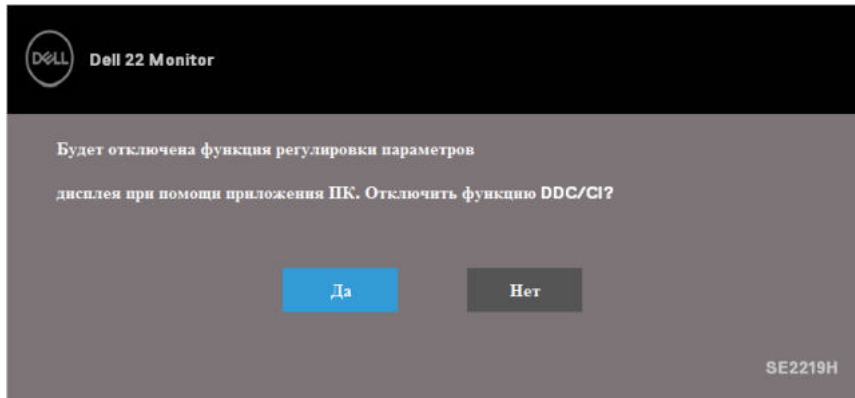 DELL
Dell 22 Monitor
Будет отключена функция регулировки параметров
дисплея при помощи приложения ПК. Отключить функцию DDC/CI?
Да
Нет
SE2219H